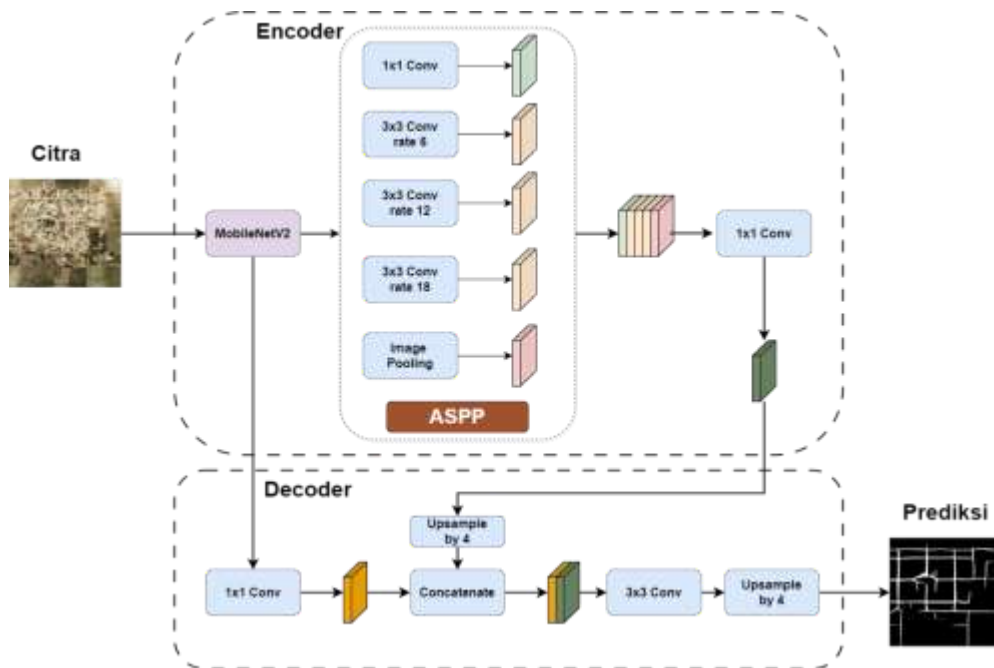 Encoder
1x1 Conv
3x3 Conv
rate 6
Citra
3x3 Conv
rate 12
MobileNetV2
1x1 Conv
3x3 Conv
rate 18
Image
Pooling
ASPP
Decoder
Upsample
by 4
Prediksi
1x1 Conv
Concatenate
3x3 Conv
Upsample
by 4